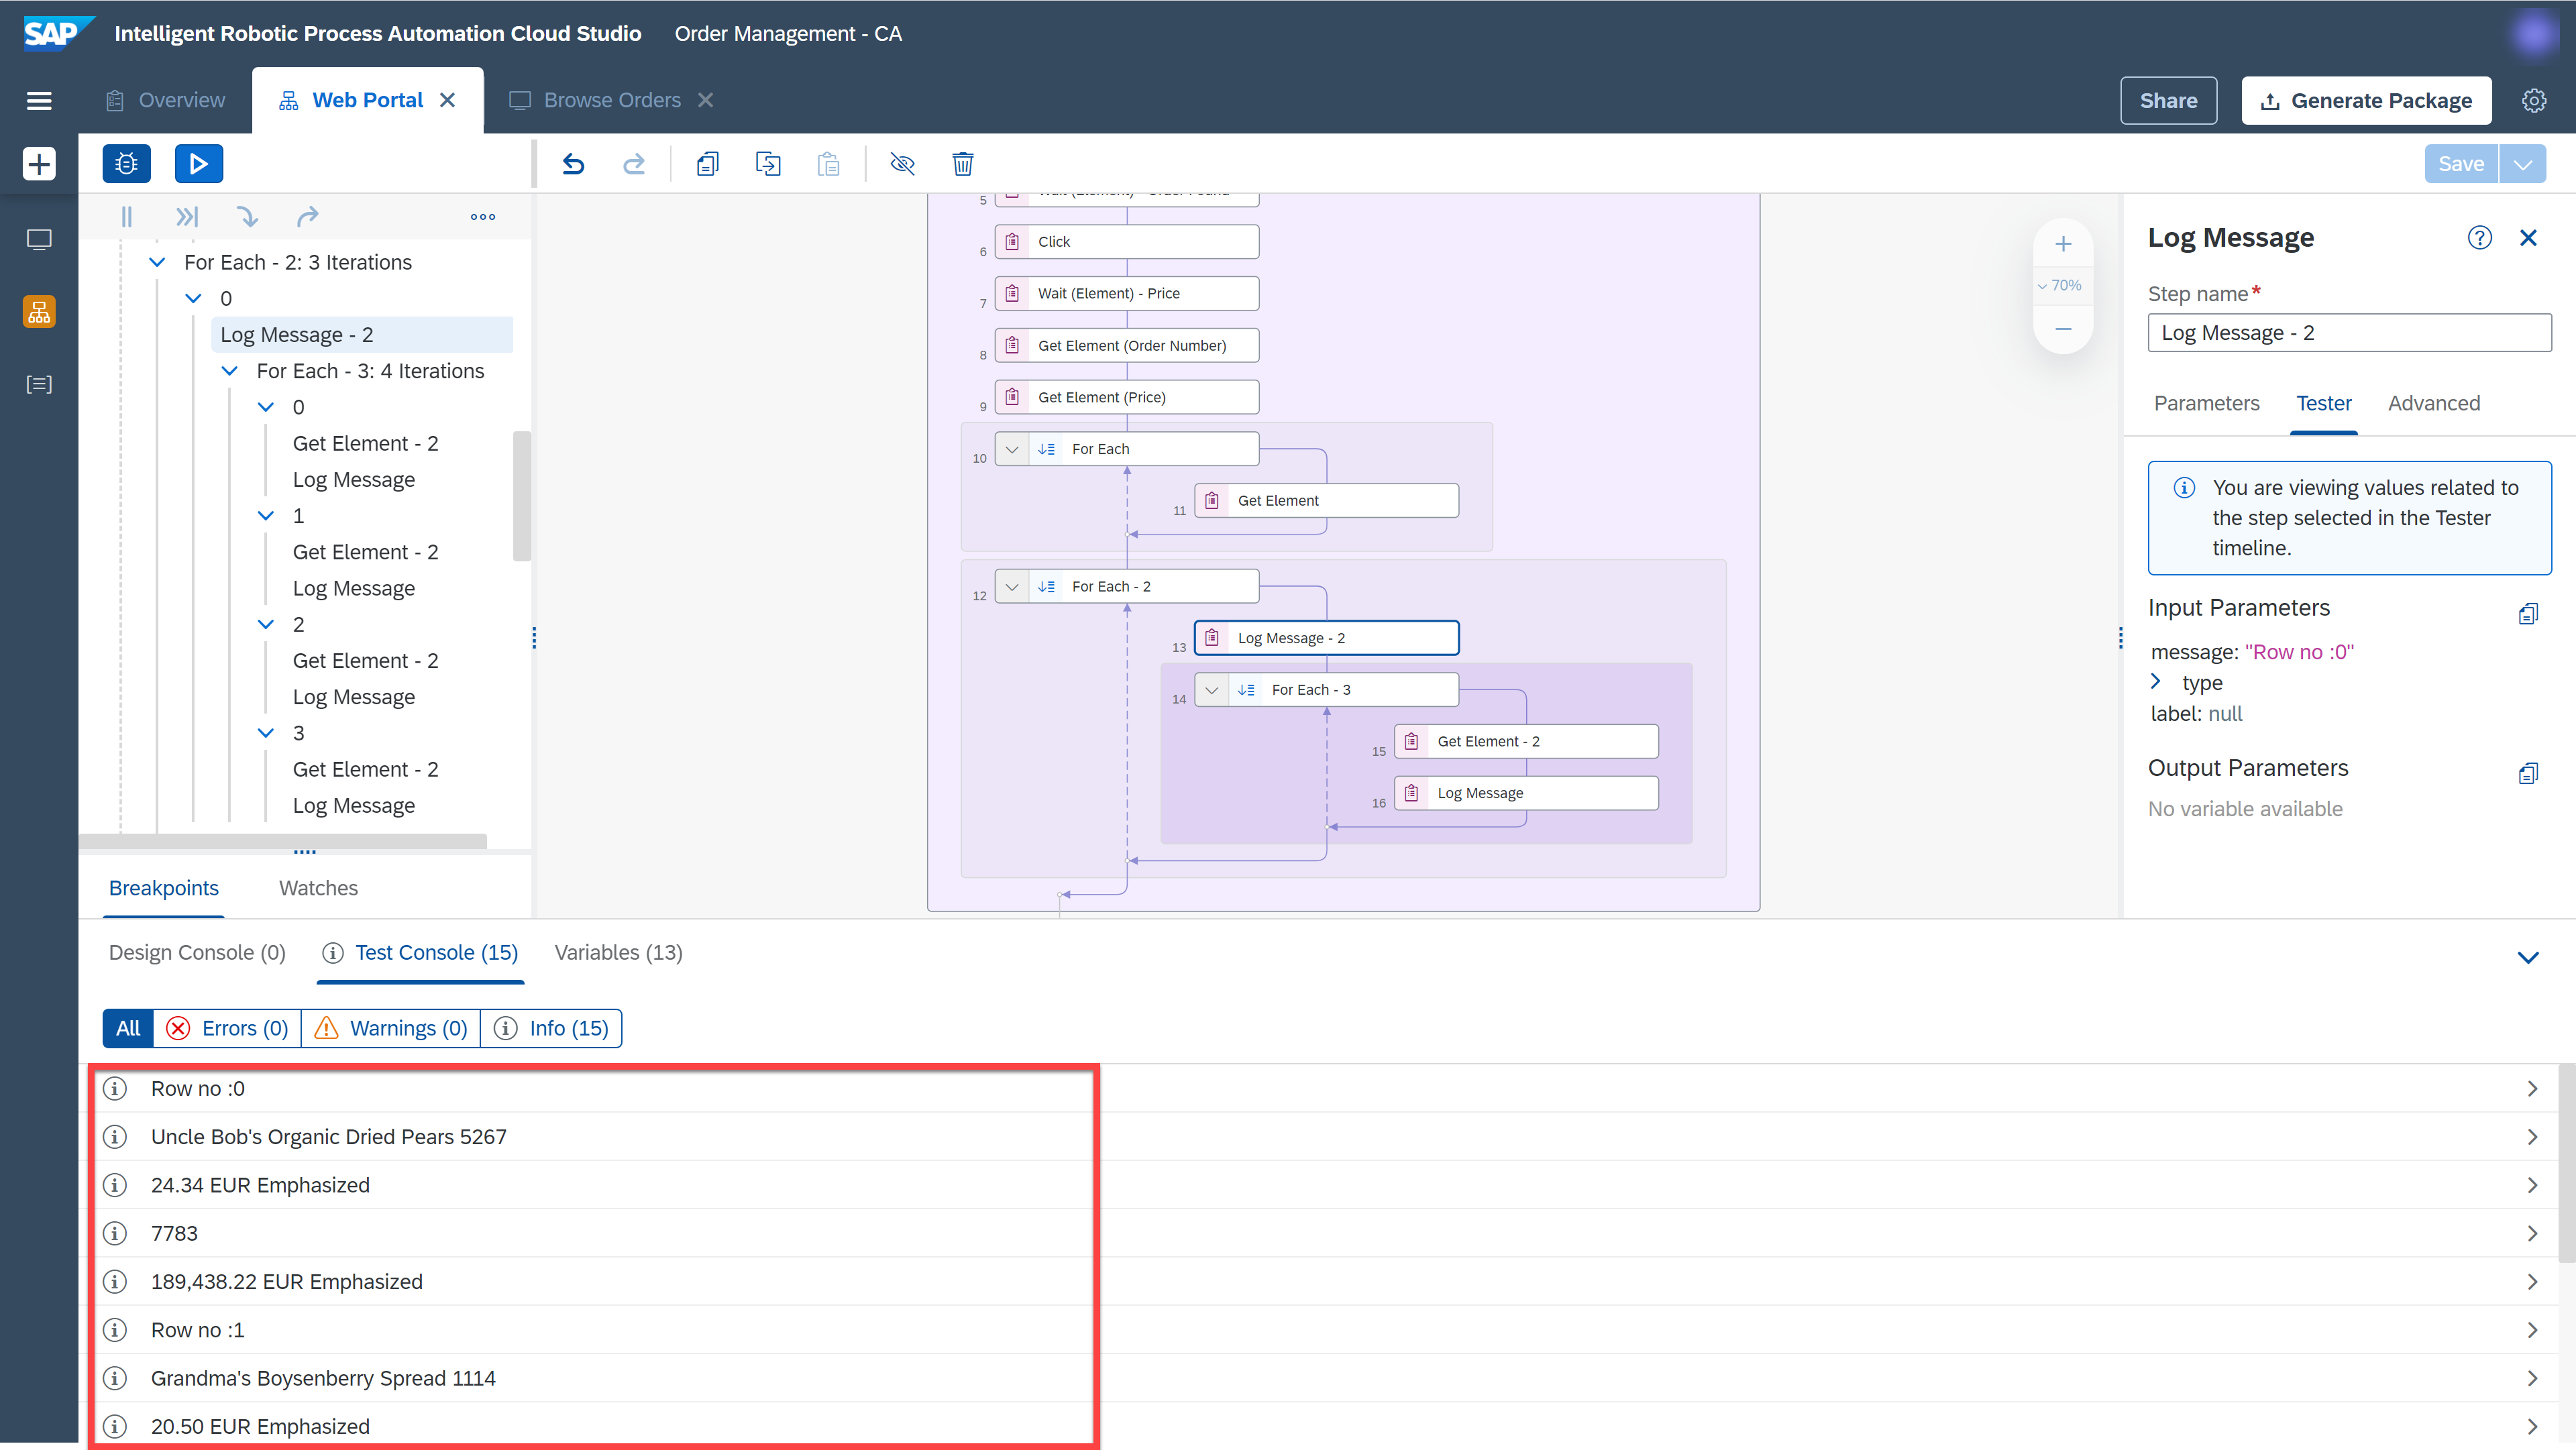 SAP Intelligent Robotic Process Automation Cloud Studio Order Management - CA
Overview Web Portal Browse Orders Share Generate Package
Save
For Each - 2: 3 Iterations
0
Log Message - 2
For Each - 3: 4 Iterations
0
Get Element - 2
Log Message
1
Get Element - 2
Log Message
2
Get Element - 2
Log Message
3
Get Element - 2
Log Message
Breakpoints Watches
5 Wait (Element) - Order Found
6 Click
7 Wait (Element) - Price
8 Get Element (Order Number)
9 Get Element (Price)
10 For Each
11 Get Element
12 For Each - 2
13 Log Message - 2
14 For Each - 3
15 Get Element - 2
16 Log Message
70%
Log Message
Step name*
Log Message - 2
Parameters Tester Advanced
You are viewing values related to
the step selected in the Tester
timeline.
Input Parameters
message: "Row no :0"
type
label: null
Output Parameters
No variable available
Design Console (0) Test Console (15) Variables (13)
All Errors (0) Warnings (0) Info (15)
Row no :0
Uncle Bob's Organic Dried Pears 5267
24.34 EUR Emphasized
7783
189,438.22 EUR Emphasized
Row no :1
Grandma's Boysenberry Spread 1114
20.50 EUR Emphasized